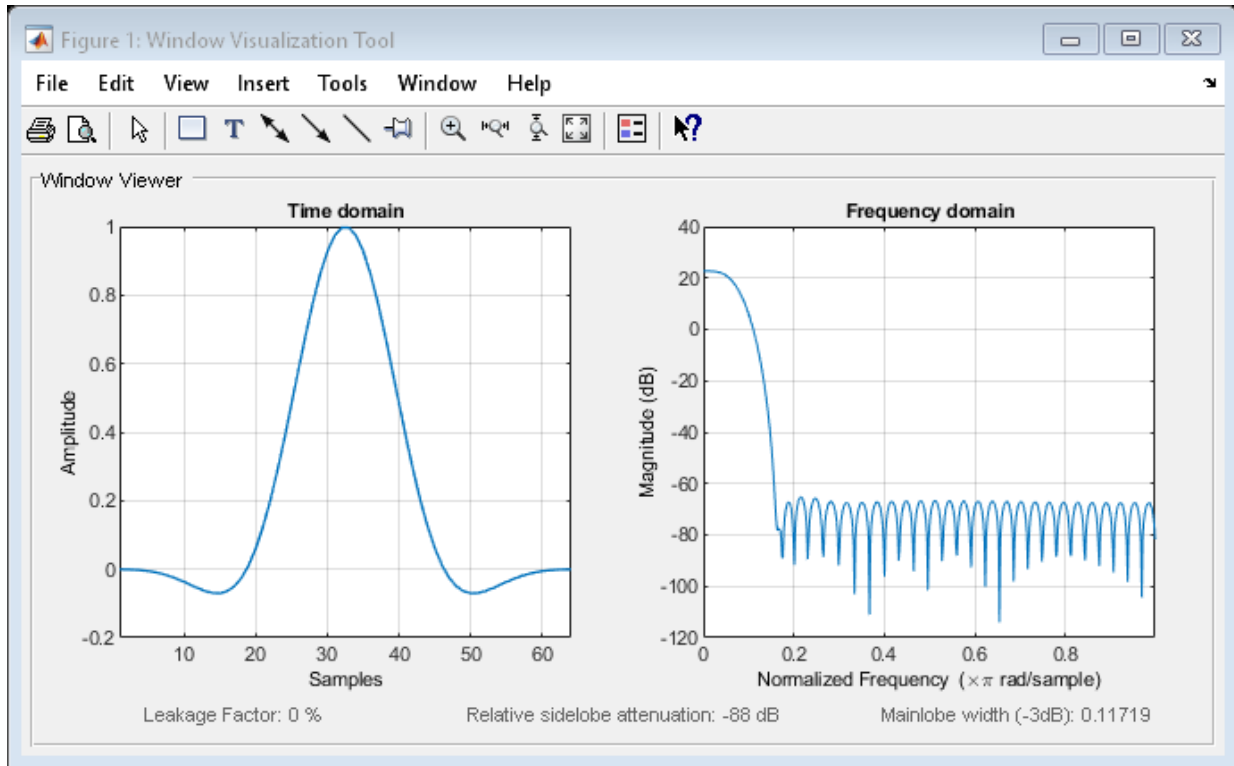 Figure 1: Window Visualization Tool
File Edit View Insert Tools Window Help
T
?
Window Viewer
Time domain
1
0.8
0.6
0.4
0.2
0
-0.2
Amplitude
10 20 30 40 50 60
Samples
Frequency domain
40
20
0
-20
-40
-60
-80
-100
-120
Magnitude (dB)
0 0.2 0.4 0.6 0.8
Normalized Frequency (×π rad/sample)
Leakage Factor: 0 % Relative sidelobe attenuation: -88 dB Mainlobe width (-3dB): 0.11719